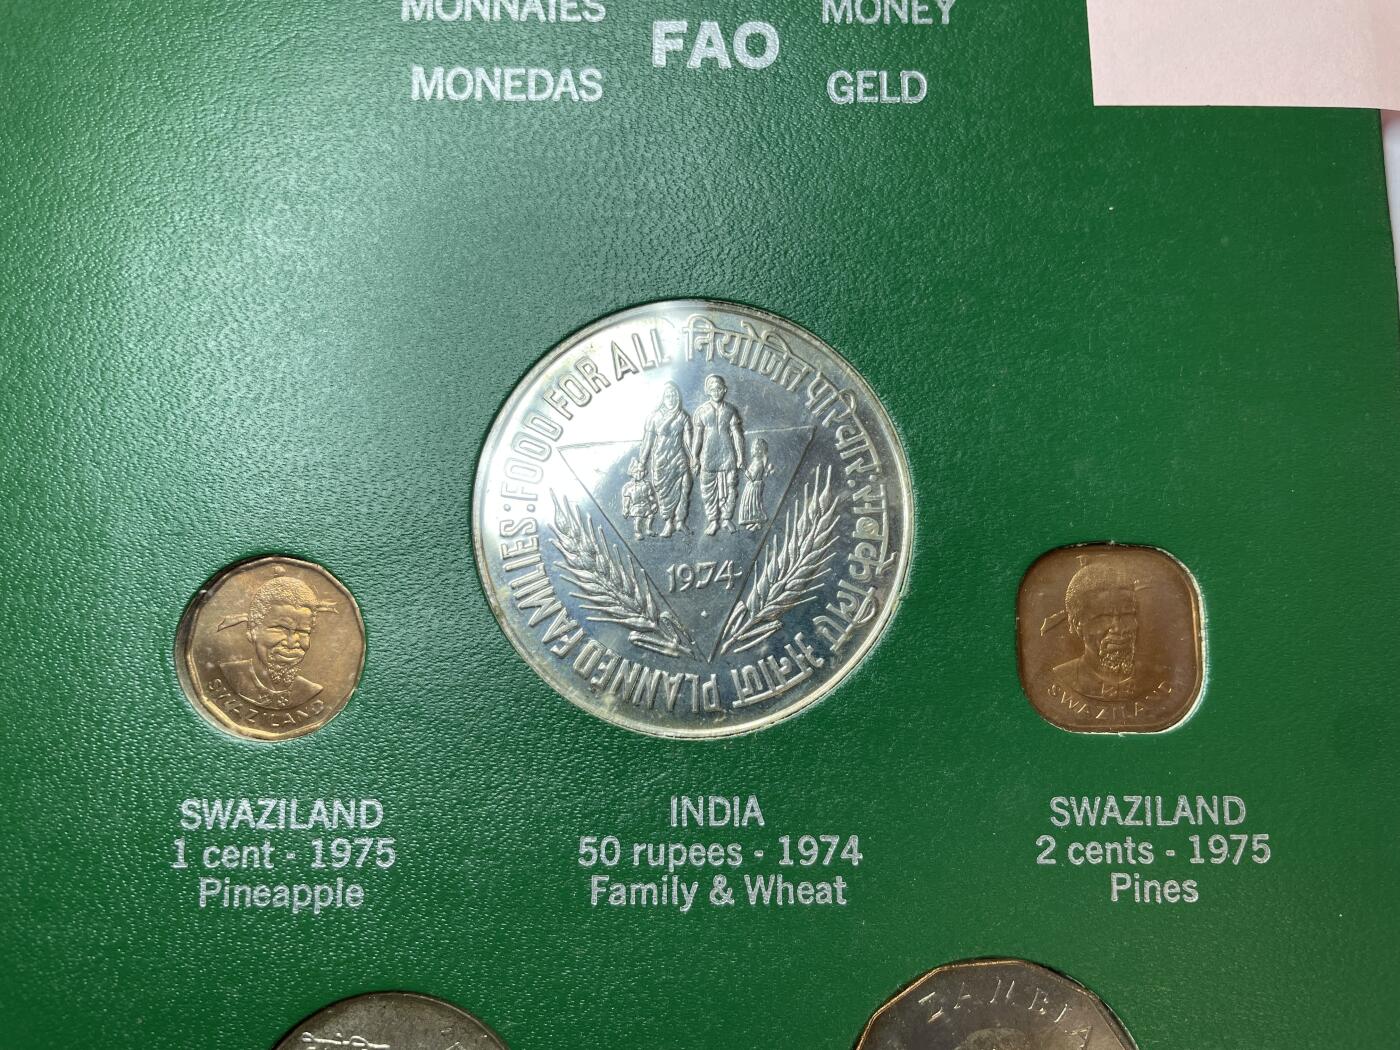 MONNAIES MONEY
FAO
MONEDAS GELD
PLANNED FAMILIES: FOOD FOR ALL
नियोजित परिवार: सबके लिए अनाज
1974
SWAZILAND
SWAZILAND
SWAZILAND INDIA SWAZILAND
1 cent - 1975 50 rupees - 1974 2 cents - 1975
Pineapple Family & Wheat Pines
ZAMBIA